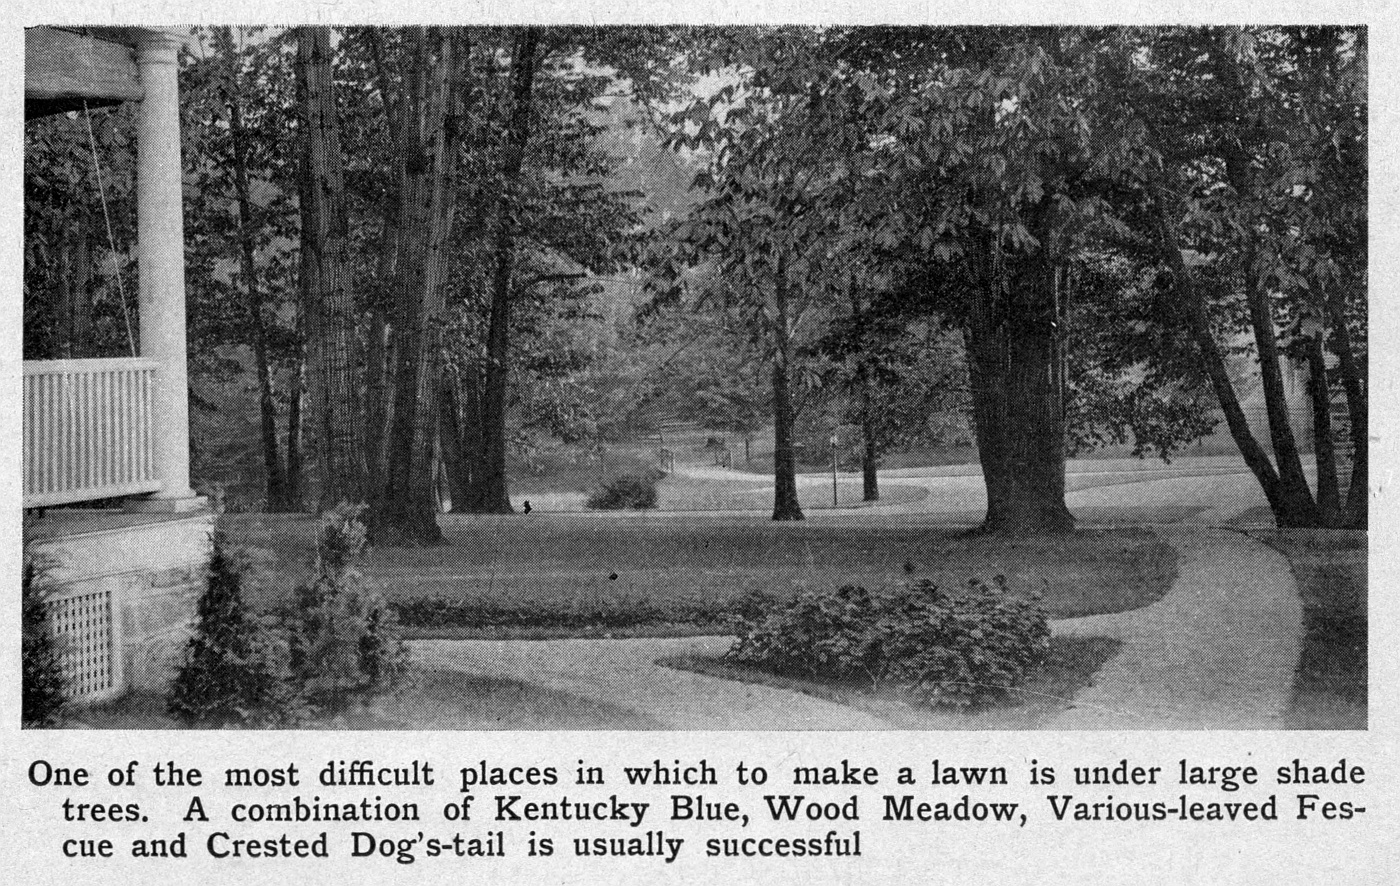 One of the most difficult places in which to make a lawn is under large shade
trees. A combination of Kentucky Blue, Wood Meadow, Various-leaved Fes-
cue and Crested Dog's-tail is usually successful